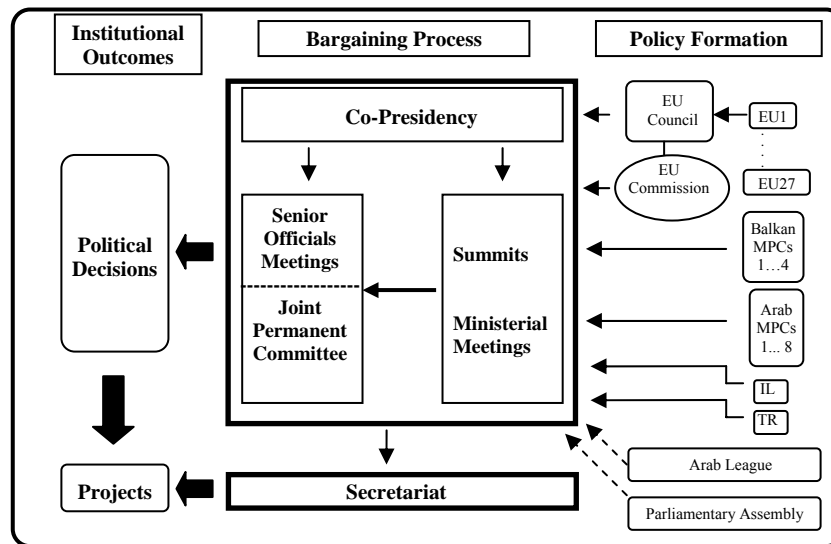 Institutional
Outcomes
Bargaining Process
Policy Formation
Co-Presidency
EU
Council
EU1
. . . . .
EU
Commission
EU27
Political
Decisions
Senior
Officials
Meetings
Joint
Permanent
Committee
Summits
Ministerial
Meetings
Balkan
MPCs
1…4
Arab
MPCs
1... 8
IL
TR
Arab League
Projects
Secretariat
Parliamentary Assembly